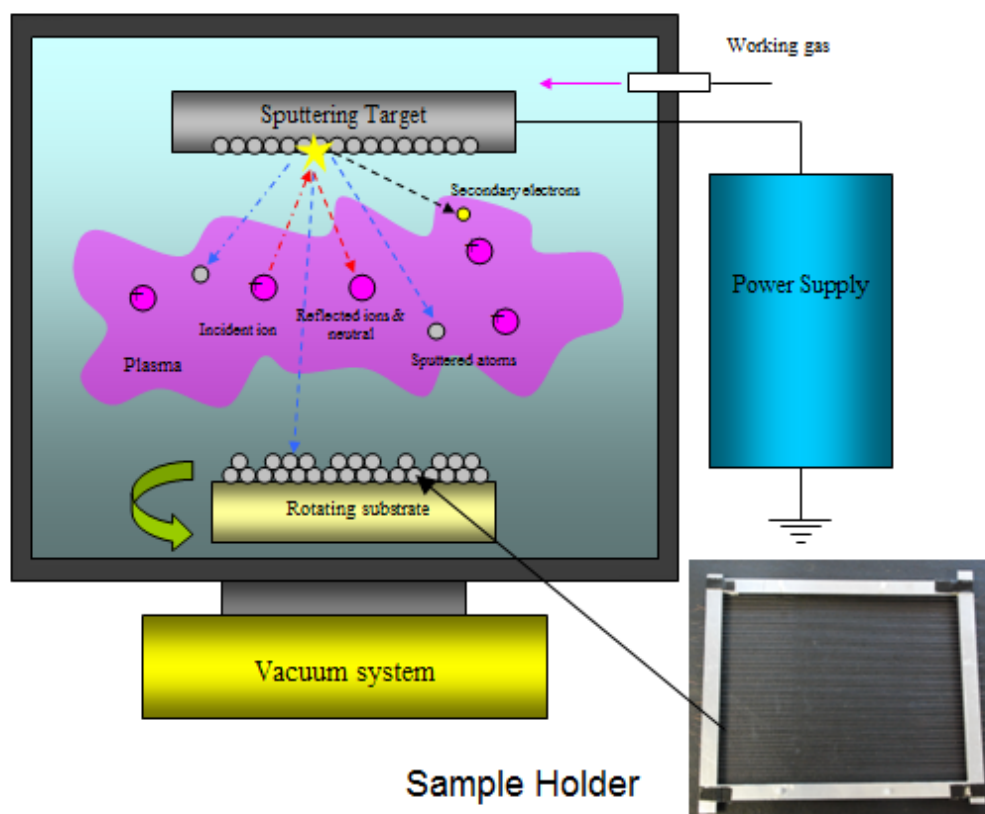 Working gas
Sputtering Target
Secondary electrons
Power Supply
Incident ion
Reflected ions &
neutral
Sputtered atoms
Plasma
Rotating substrate
Vacuum system
Sample Holder